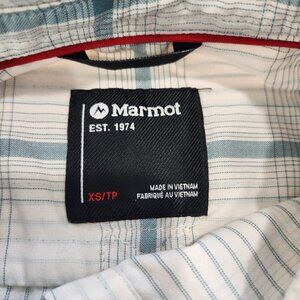 Marmot
EST. 1974
XS/TP
MADE IN VIETNAM
FABRIQUÉ AU VIETNAM